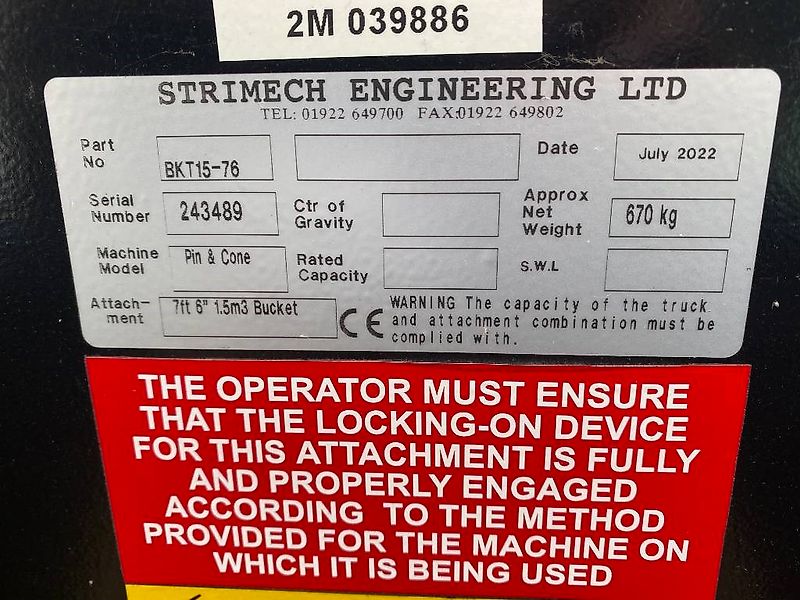 2M 039886
STRIMECH ENGINEERING LTD
TEL: 01922 649700 FAX:01922 649802
Part No BKT15-76 Date July 2022
Serial Number 243489 Ctr of Gravity Approx Net Weight 670 kg
Machine Model Pin & Cone Rated Capacity S.W.L
Attach-ment 7ft 6" 1.5m3 Bucket CE WARNING The capacity of the truck
and attachment combination must be
complied with.
THE OPERATOR MUST ENSURE
THAT THE LOCKING-ON DEVICE
FOR THIS ATTACHMENT IS FULLY
AND PROPERLY ENGAGED
ACCORDING TO THE METHOD
PROVIDED FOR THE MACHINE ON
WHICH IT IS BEING USED